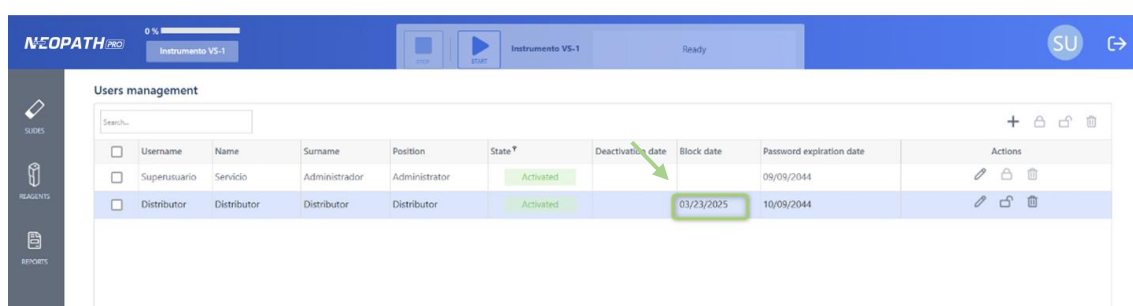 NEOPATH PRO
0 %
Instrumento VS-1
STOP
START
Instrumento VS-1
Ready
SU
SLIDES
REAGENTS
REPORTS
Users management
Search...
Username Name Surname Position State Deactivation date Block date Password expiration date Actions
Superusuario Servicio Administrador Administrator Activated 09/09/2044
Distributor Distributor Distributor Distributor Activated 03/23/2025 10/09/2044